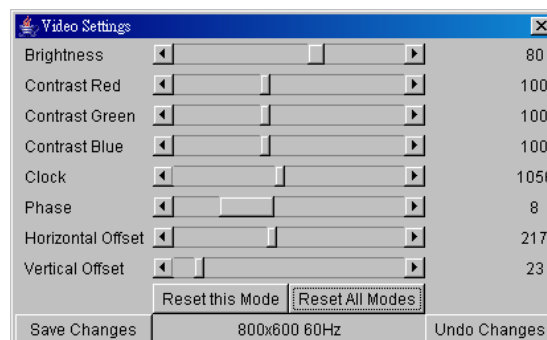 Video Settings
Brightness 80
Contrast Red 100
Contrast Green 100
Contrast Blue 100
Clock 1056
Phase 8
Horizontal Offset 217
Vertical Offset 23
Reset this Mode Reset All Modes
Save Changes 800x600 60Hz Undo Changes